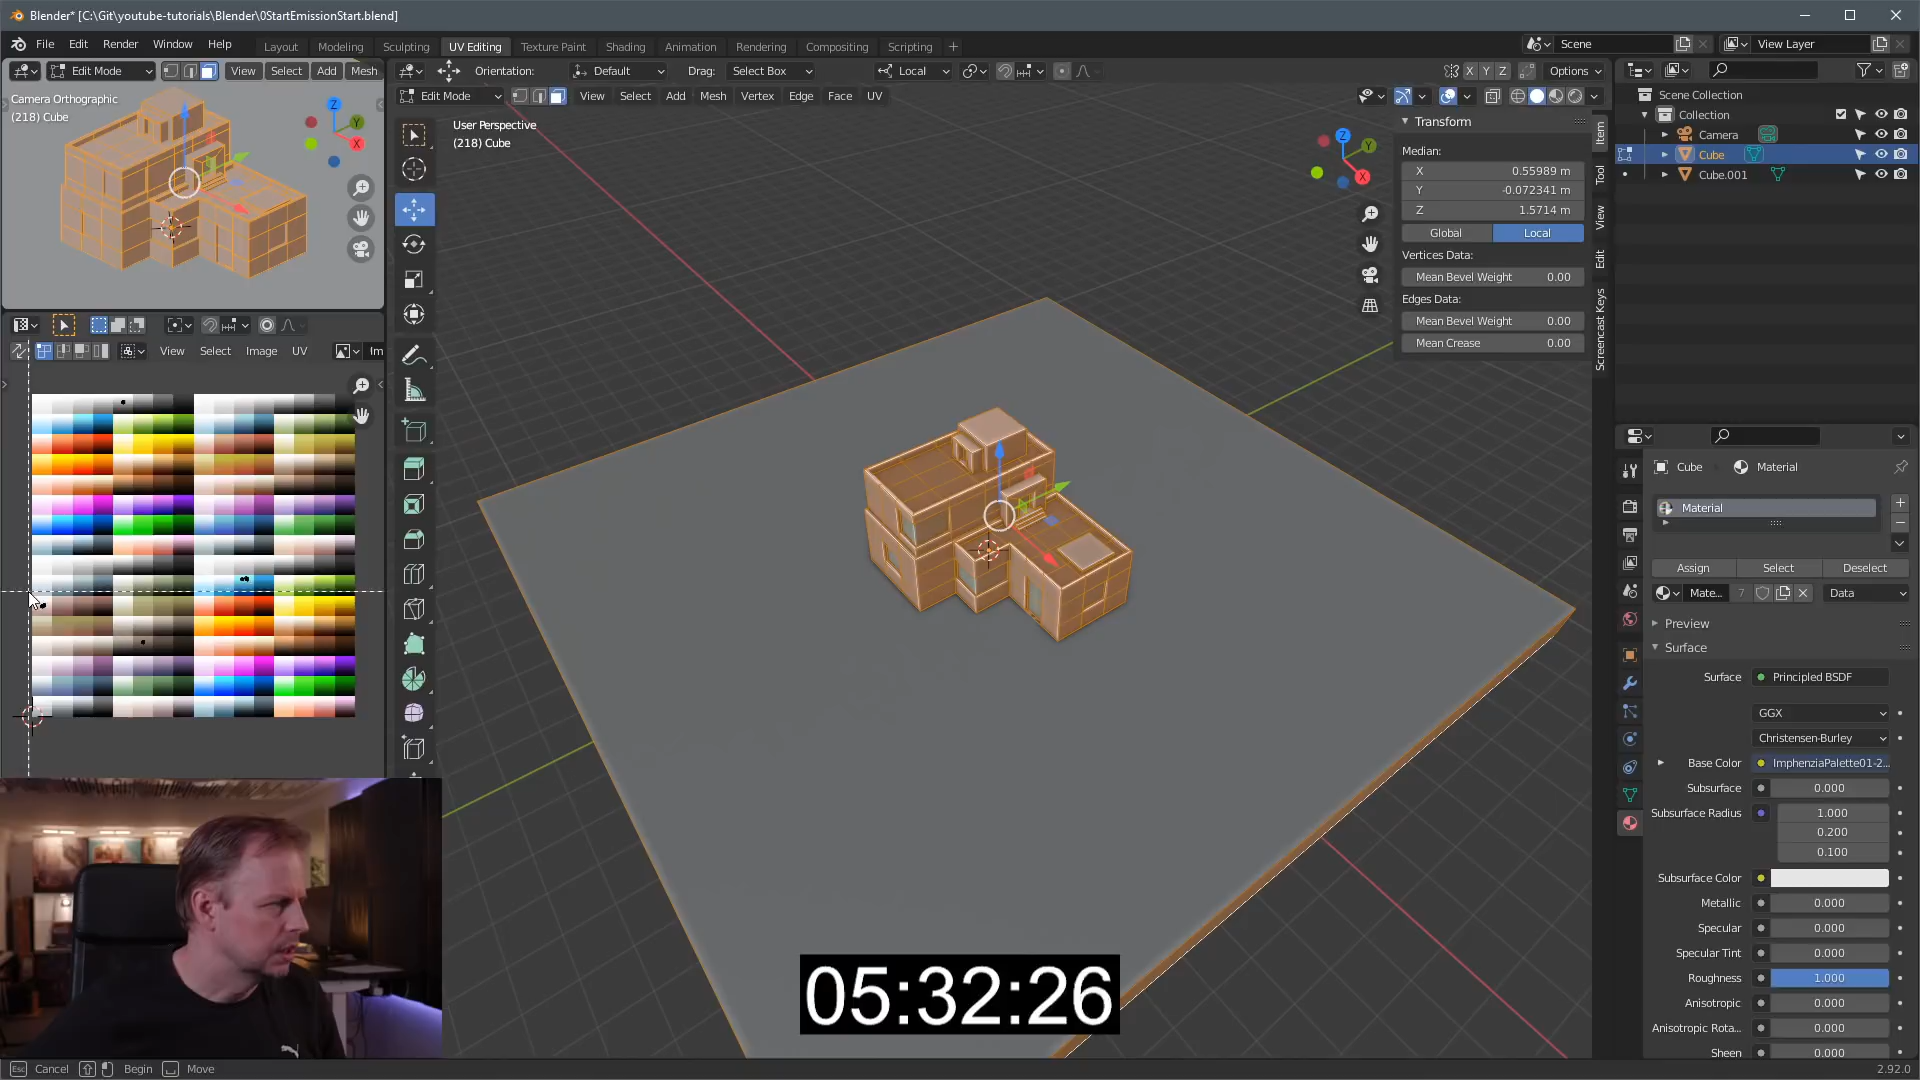 Blender* [C:\Git\youtube-tutorials\Blender\0StartEmissionStart.blend]
File Edit Render Window Help
Layout Modeling Sculpting UV Editing Texture Paint Shading Animation Rendering Compositing Scripting +
Scene
View Layer
Edit Mode View Select Add Mesh
Orientation: Default Drag: Select Box Local X Y Z Options
Edit Mode View Select Add Mesh Vertex Edge Face UV
Camera Orthographic
(218) Cube
Z
Y
X
User Perspective
(218) Cube
Z
Y
X
Transform
Median:
X 0.55989 m
Y -0.072341 m
Z 1.5714 m
Global Local
Vertices Data:
Mean Bevel Weight 0.00
Edges Data:
Mean Bevel Weight 0.00
Mean Crease 0.00
Item
Tool
View
Edit
Screencast Keys
Scene Collection
Collection
Camera
Cube
Cube.001
View Select Image UV Im
Cube Material
Material
Assign Select Deselect
Mate... 7 Data
Preview
Surface
Surface Principled BSDF
GGX
Christensen-Burley
Base Color ImphenziaPalette01-2...
Subsurface 0.000
Subsurface Radius 1.000
0.200
0.100
Subsurface Color
Metallic 0.000
Specular 0.000
Specular Tint 0.000
Roughness 1.000
Anisotropic 0.000
Anisotropic Rota... 0.000
Sheen 0.000
05:32:26
Esc Cancel Begin Move
2.92.0